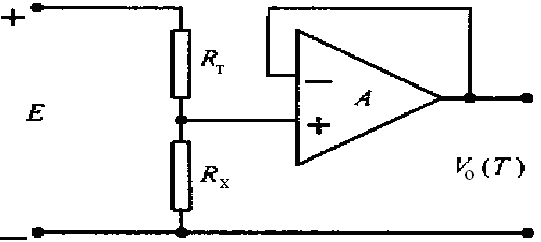 +
R_T
−
A
E
+
R_X
V_O(T)
−